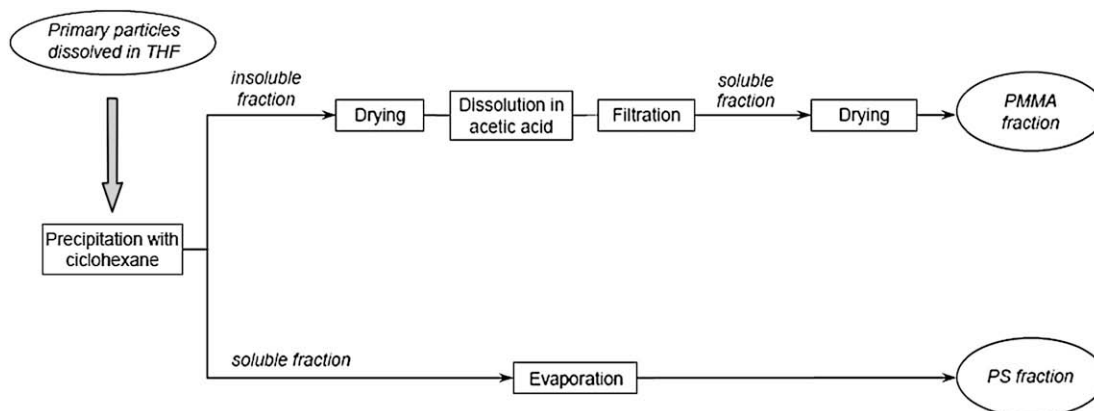 Primary particles
dissolved in THF
insoluble
fraction
Drying
Dissolution in
acetic acid
Filtration
soluble
fraction
Drying
PMMA
fraction
Precipitation with
ciclohexane
soluble fraction
Evaporation
PS fraction